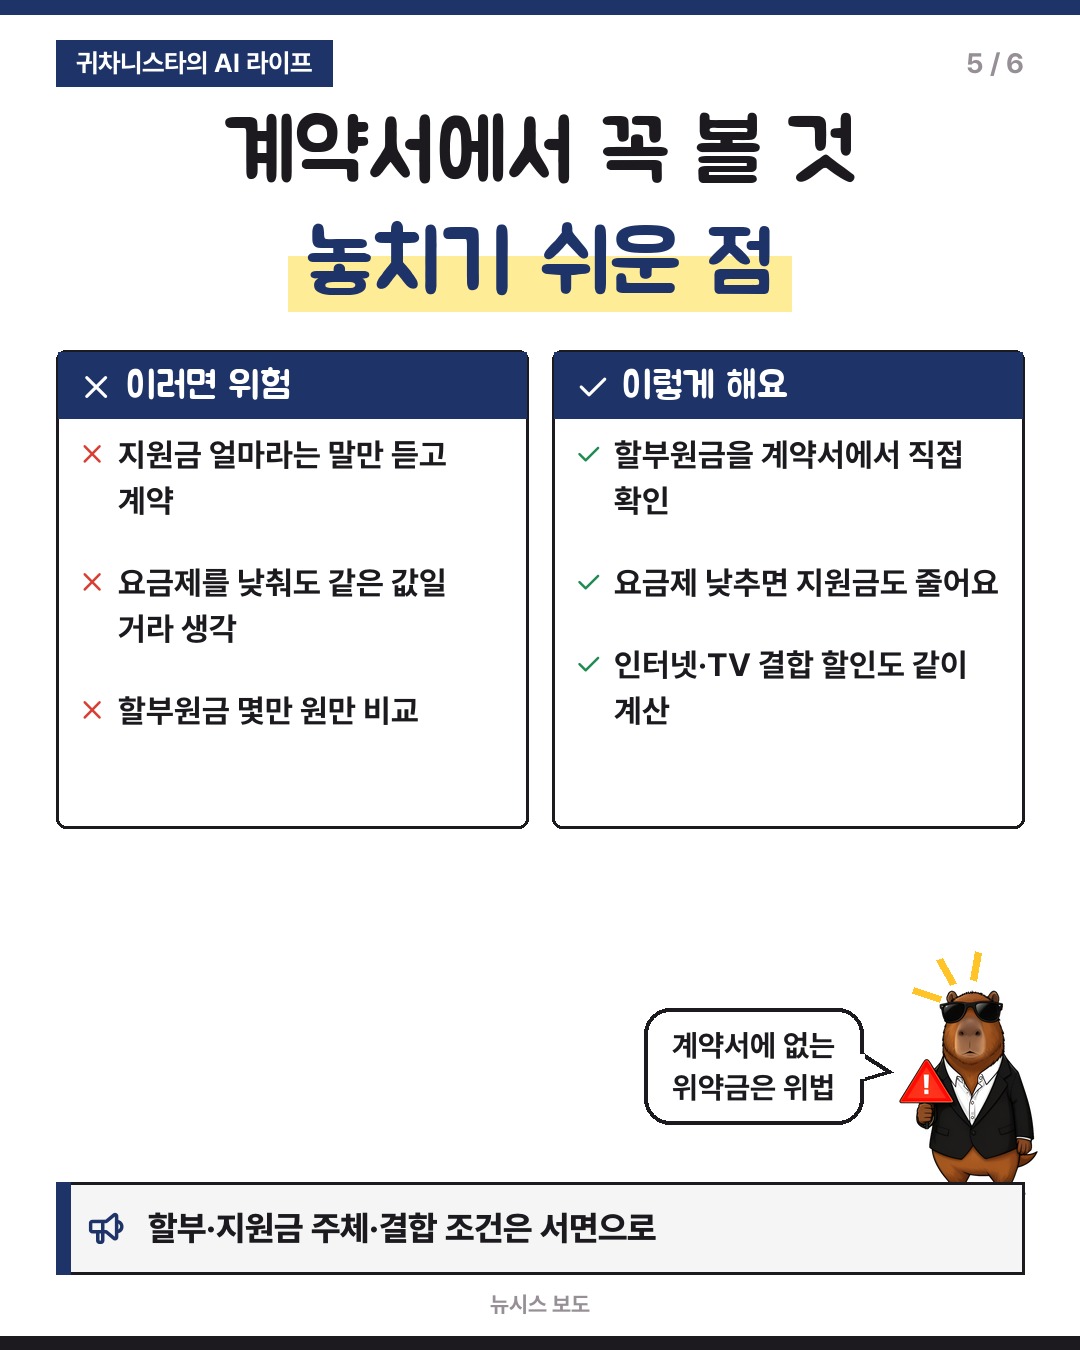 귀차니스타의 AI 라이프
5 / 6
계약서에서 꼭 볼 것
놓치기 쉬운 점
이러면 위험
지원금 얼마라는 말만 듣고
계약
요금제를 낮춰도 같은 값일
거라 생각
할부원금 몇만 원만 비교
이렇게 해요
할부원금을 계약서에서 직접
확인
요금제 낮추면 지원금도 줄어요
인터넷·TV 결합 할인도 같이
계산
계약서에 없는
위약금은 위법
할부·지원금 주체·결합 조건은 서면으로
뉴시스 보도